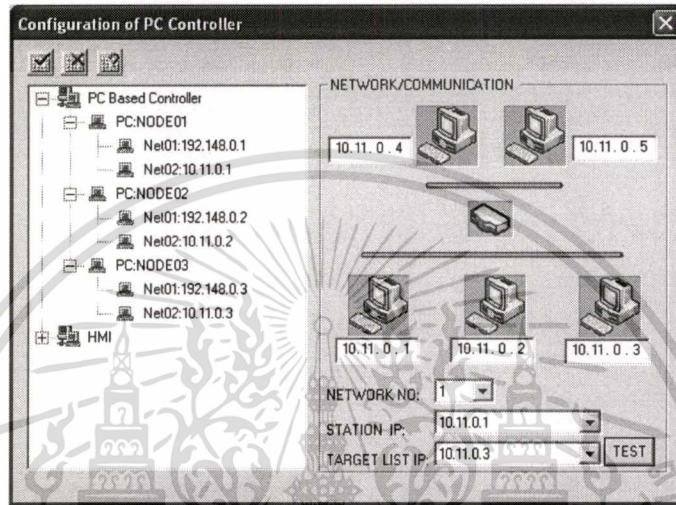 Configuration of PC Controller
PC Based Controller
PC:NODE01
Net01:192.148.0.1
Net02:10.11.0.1
PC:NODE02
Net01:192.148.0.2
Net02:10.11.0.2
PC:NODE03
Net01:192.148.0.3
Net02:10.11.0.3
HMI
NETWORK/COMMUNICATION
10.11. 0 . 4
10.11. 0 . 5
10.11. 0 . 1
10.11. 0 . 2
10.11. 0 . 3
NETWORK NO: 1
STATION IP: 10.11.0.1
TARGET LIST IP: 10.11.0.3 TEST